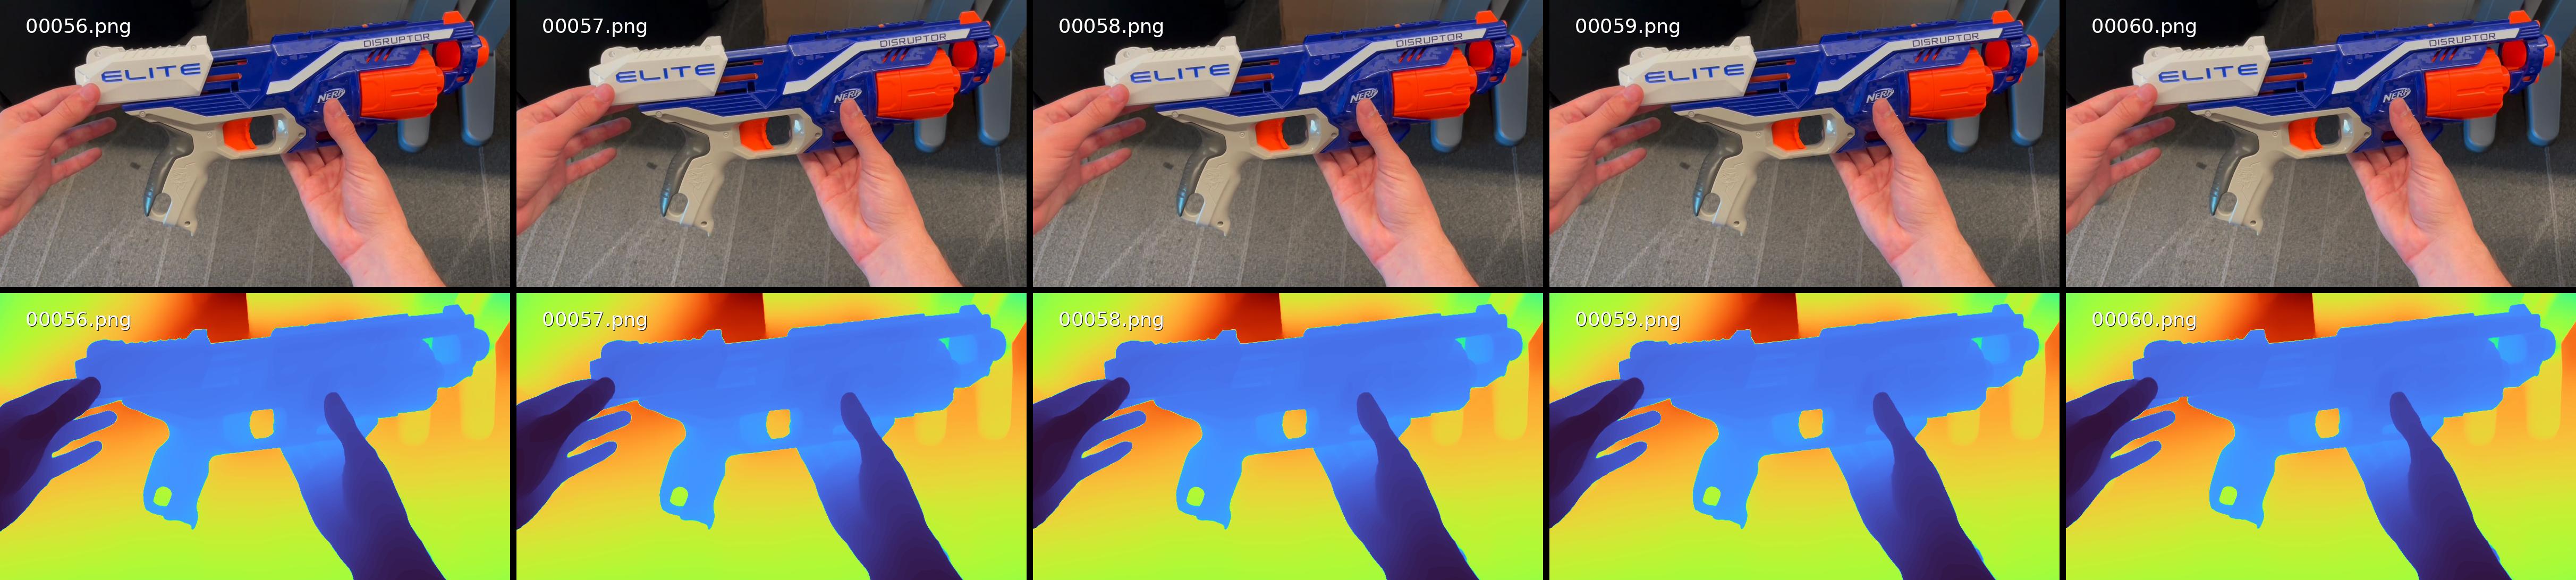 00056.png 00057.png 00058.png 00059.png 00060.png
DISRUPTOR DISRUPTOR DISRUPTOR DISRUPTOR DISRUPTOR
ELITE ELITE ELITE ELITE ELITE
NERF NERF NERF NERF NERF
00056.png 00057.png 00058.png 00059.png 00060.png